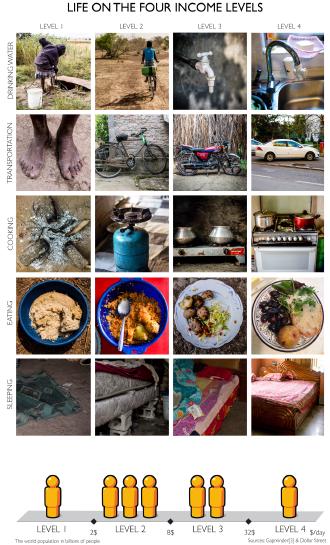 LIFE ON THE FOUR INCOME LEVELS
LEVEL 1 LEVEL 2 LEVEL 3 LEVEL 4
DRINKING WATER
TRANSPORTATION
COOKING
EATING
SLEEPING
LEVEL 1 LEVEL 2 LEVEL 3 LEVEL 4
2$ 8$ 32$ $/day
The world population in billions of people
Sources: Gapminder[3] & Dollar Street